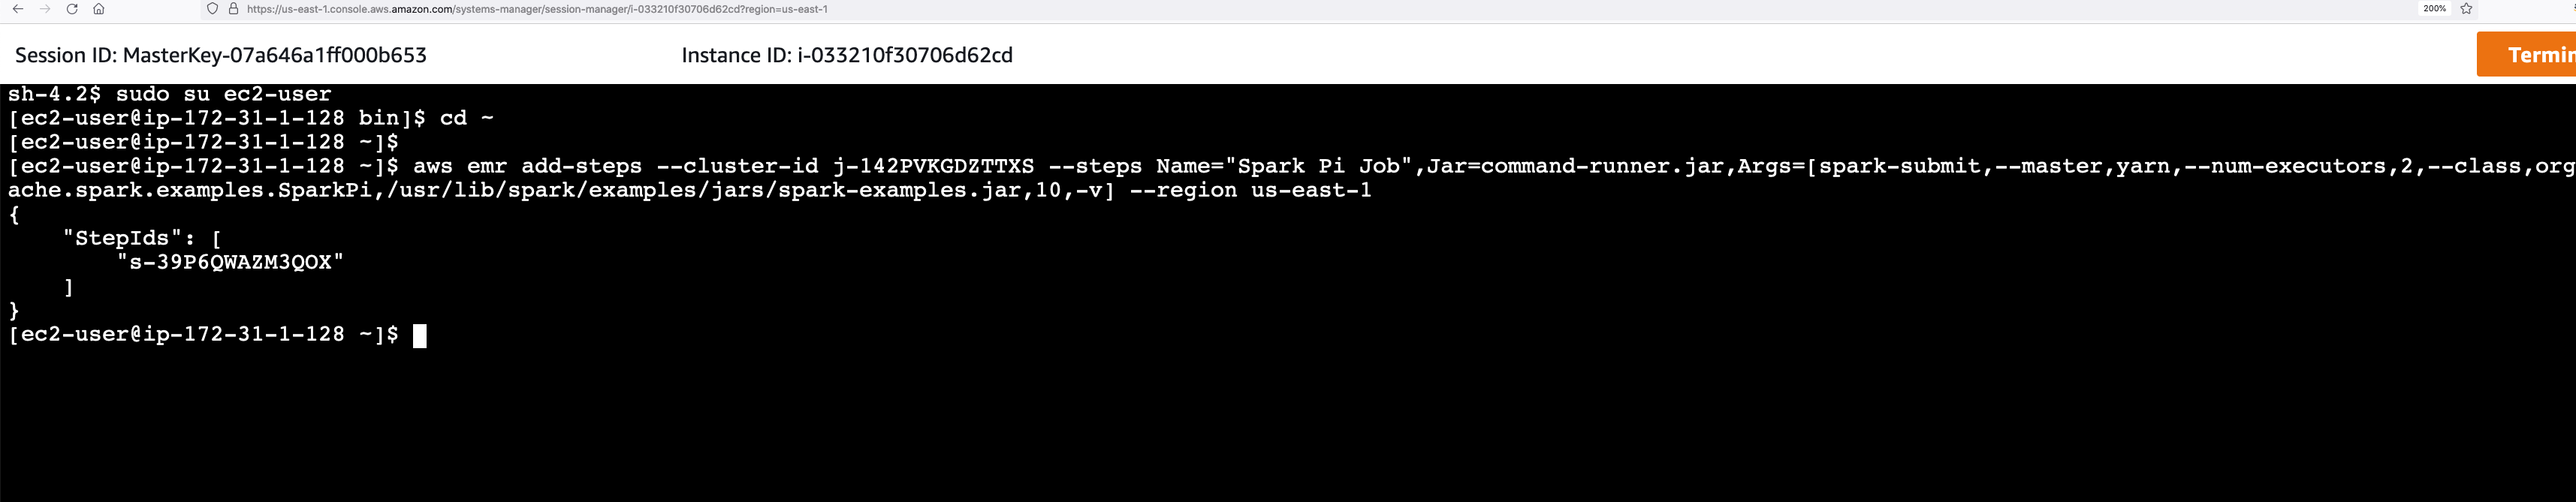 https://us-east-1.console.aws.amazon.com/systems-manager/session-manager/i-033210f30706d62cd?region=us-east-1
200%
Session ID: MasterKey-07a646a1ff000b653
Instance ID: i-033210f30706d62cd
Termin
sh-4.2$ sudo su ec2-user
[ec2-user@ip-172-31-1-128 bin]$ cd ~
[ec2-user@ip-172-31-1-128 ~]$
[ec2-user@ip-172-31-1-128 ~]$ aws emr add-steps --cluster-id j-142PVKGDZTTXS --steps Name="Spark Pi Job",Jar=command-runner.jar,Args=[spark-submit,--master,yarn,--num-executors,2,--class,org
ache.spark.examples.SparkPi,/usr/lib/spark/examples/jars/spark-examples.jar,10,-v] --region us-east-1
{
    "StepIds": [
        "s-39P6QWAZM3QOX"
    ]
}
[ec2-user@ip-172-31-1-128 ~]$